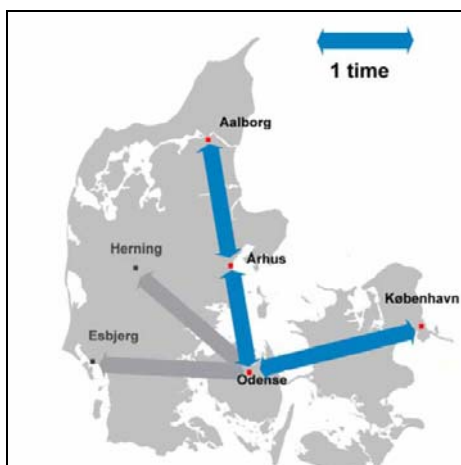 1 time
Aalborg
Herning
Århus
København
Esbjerg
Odense